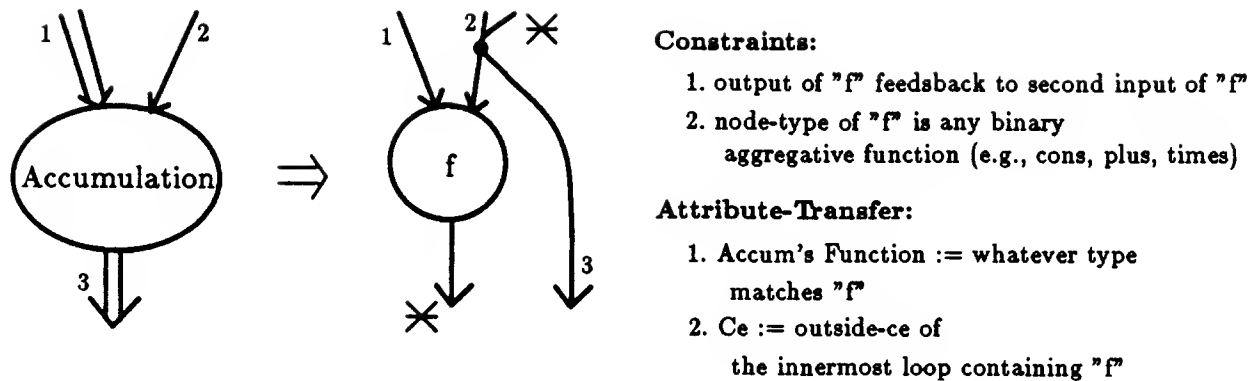 1
2
Accumulation
3
⇒
1
2
f
3
Constraints:
1. output of "f" feedsback to second input of "f"
2. node-type of "f" is any binary
aggregative function (e.g., cons, plus, times)
Attribute-Transfer:
1. Accum's Function := whatever type
matches "f"
2. Ce := outside-ce of
the innermost loop containing "f"